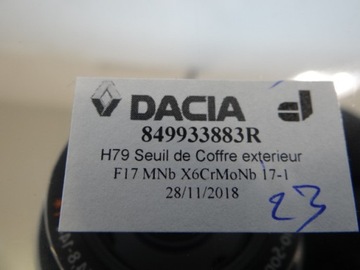 DACIA
849933883R
H79 Seuil de Coffre exterieur
F17 MNb X6CrMoNb 17-1
28/11/2018
23